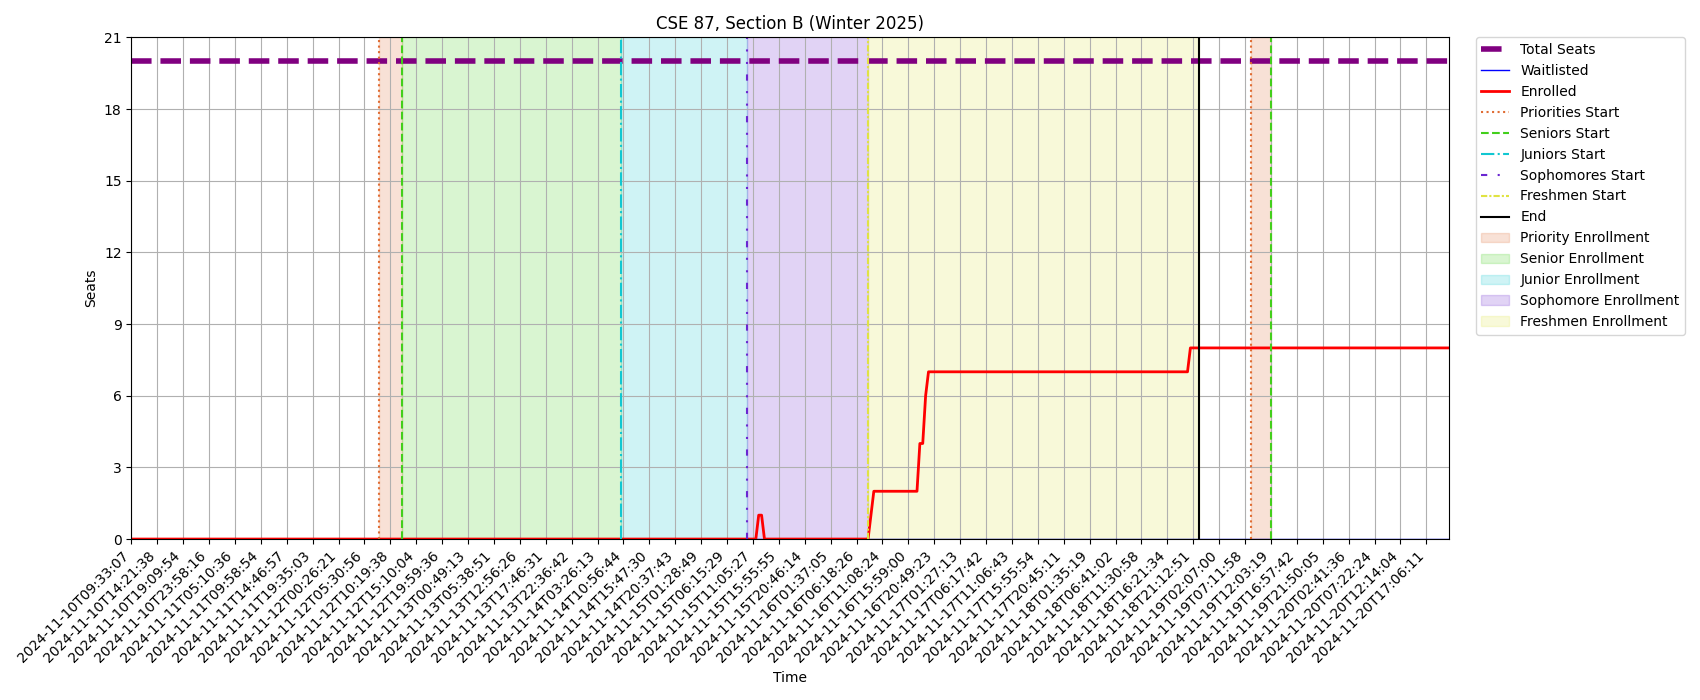 CSE 87, Section B (Winter 2025)
21
18
15
12
9
6
3
0
Seats
2024-11-10T09:33:07
2024-11-10T14:21:38
2024-11-10T19:09:54
2024-11-10T23:58:16
2024-11-11T05:10:36
2024-11-11T09:58:54
2024-11-11T14:46:57
2024-11-11T19:35:03
2024-11-12T00:26:21
2024-11-12T05:30:56
2024-11-12T10:19:38
2024-11-12T15:10:04
2024-11-12T19:59:36
2024-11-13T00:49:13
2024-11-13T05:38:51
2024-11-13T12:56:26
2024-11-13T17:46:31
2024-11-13T22:36:42
2024-11-14T03:26:13
2024-11-14T10:56:44
2024-11-14T15:47:30
2024-11-14T20:37:43
2024-11-15T01:28:49
2024-11-15T06:15:29
2024-11-15T11:05:27
2024-11-15T15:55:55
2024-11-15T20:46:14
2024-11-16T01:37:05
2024-11-16T06:18:26
2024-11-16T11:08:24
2024-11-16T15:59:00
2024-11-16T20:49:23
2024-11-17T01:27:13
2024-11-17T06:17:42
2024-11-17T11:06:43
2024-11-17T15:55:54
2024-11-17T20:45:11
2024-11-18T01:35:19
2024-11-18T06:41:02
2024-11-18T11:30:58
2024-11-18T16:21:34
2024-11-18T21:12:51
2024-11-19T02:07:00
2024-11-19T07:11:58
2024-11-19T12:03:19
2024-11-19T16:57:42
2024-11-19T21:50:05
2024-11-20T02:41:36
2024-11-20T07:22:24
2024-11-20T12:14:04
2024-11-20T17:06:11
Time
Total Seats
Waitlisted
Enrolled
Priorities Start
Seniors Start
Juniors Start
Sophomores Start
Freshmen Start
End
Priority Enrollment
Senior Enrollment
Junior Enrollment
Sophomore Enrollment
Freshmen Enrollment